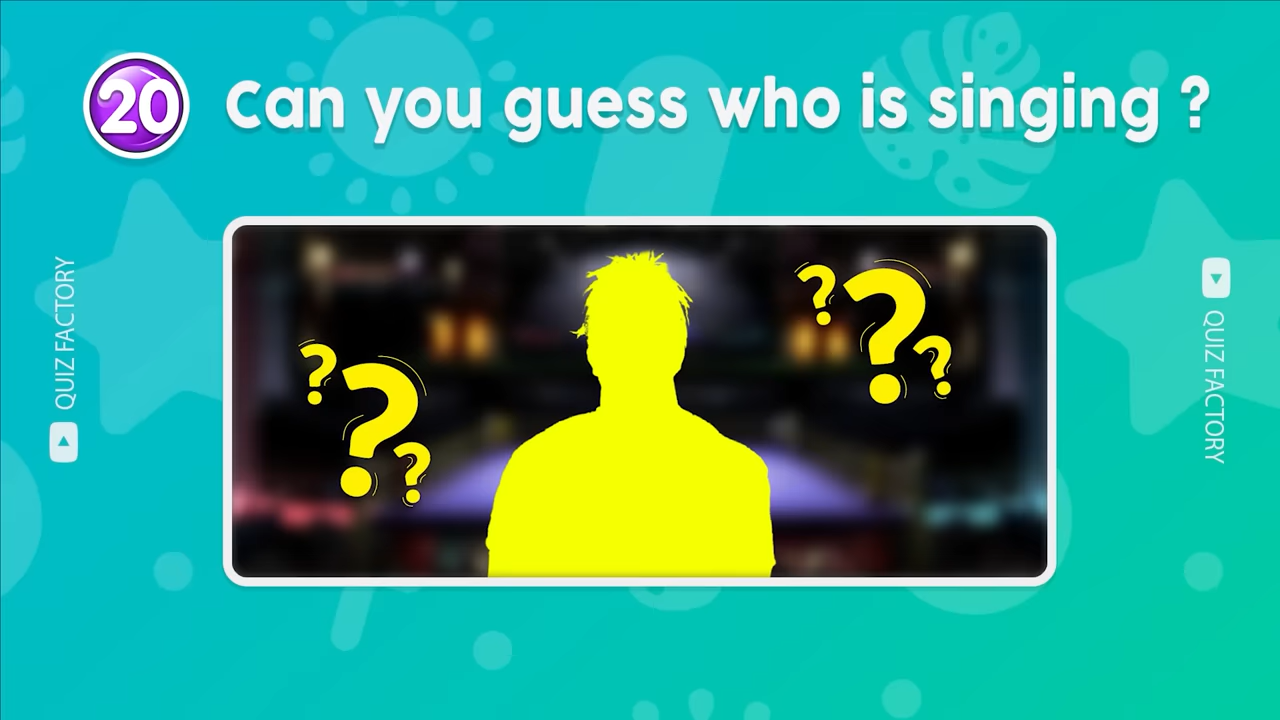 20
Can you guess who is singing ?
QUIZ FACTORY
? ? ?
? ? ?
QUIZ FACTORY